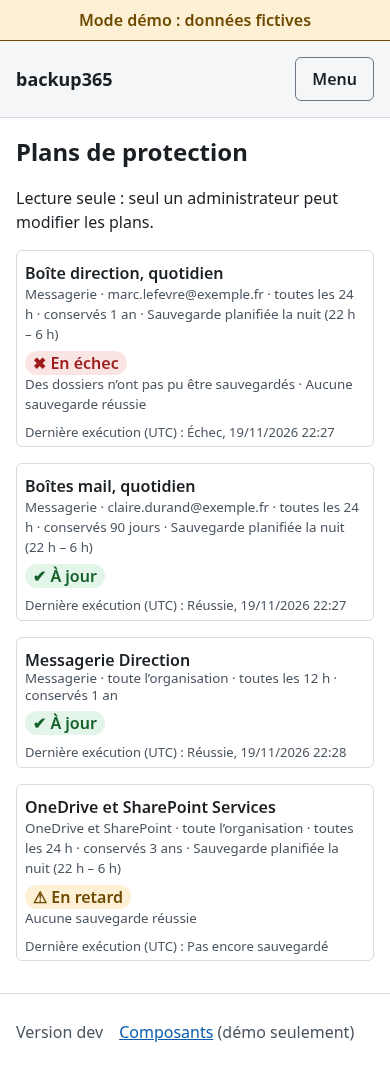 Mode démo : données fictives
backup365
Menu
Plans de protection
Lecture seule : seul un administrateur peut
modifier les plans.
Boîte direction, quotidien
Messagerie · marc.lefevre@exemple.fr · toutes les 24
h · conservés 1 an · Sauvegarde planifiée la nuit (22 h
– 6 h)
✖ En échec
Des dossiers n’ont pas pu être sauvegardés · Aucune
sauvegarde réussie
Dernière exécution (UTC) : Échec, 19/11/2026 22:27
Boîtes mail, quotidien
Messagerie · claire.durand@exemple.fr · toutes les 24
h · conservés 90 jours · Sauvegarde planifiée la nuit
(22 h – 6 h)
✔ À jour
Dernière exécution (UTC) : Réussie, 19/11/2026 22:27
Messagerie Direction
Messagerie · toute l’organisation · toutes les 12 h ·
conservés 1 an
✔ À jour
Dernière exécution (UTC) : Réussie, 19/11/2026 22:28
OneDrive et SharePoint Services
OneDrive et SharePoint · toute l’organisation · toutes
les 24 h · conservés 3 ans · Sauvegarde planifiée la
nuit (22 h – 6 h)
⚠ En retard
Aucune sauvegarde réussie
Dernière exécution (UTC) : Pas encore sauvegardé
Version dev Composants (démo seulement)